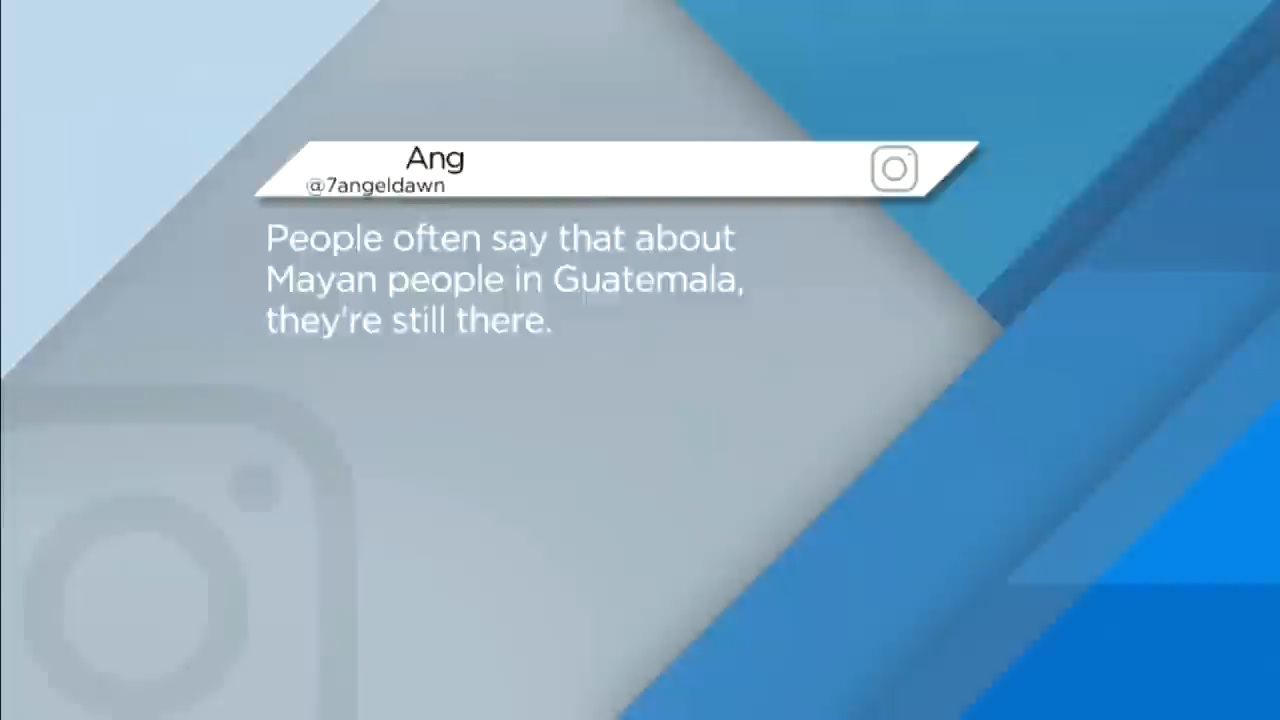 Ang
@7angeldawn
People often say that about
Mayan people in Guatemala,
they're still there.